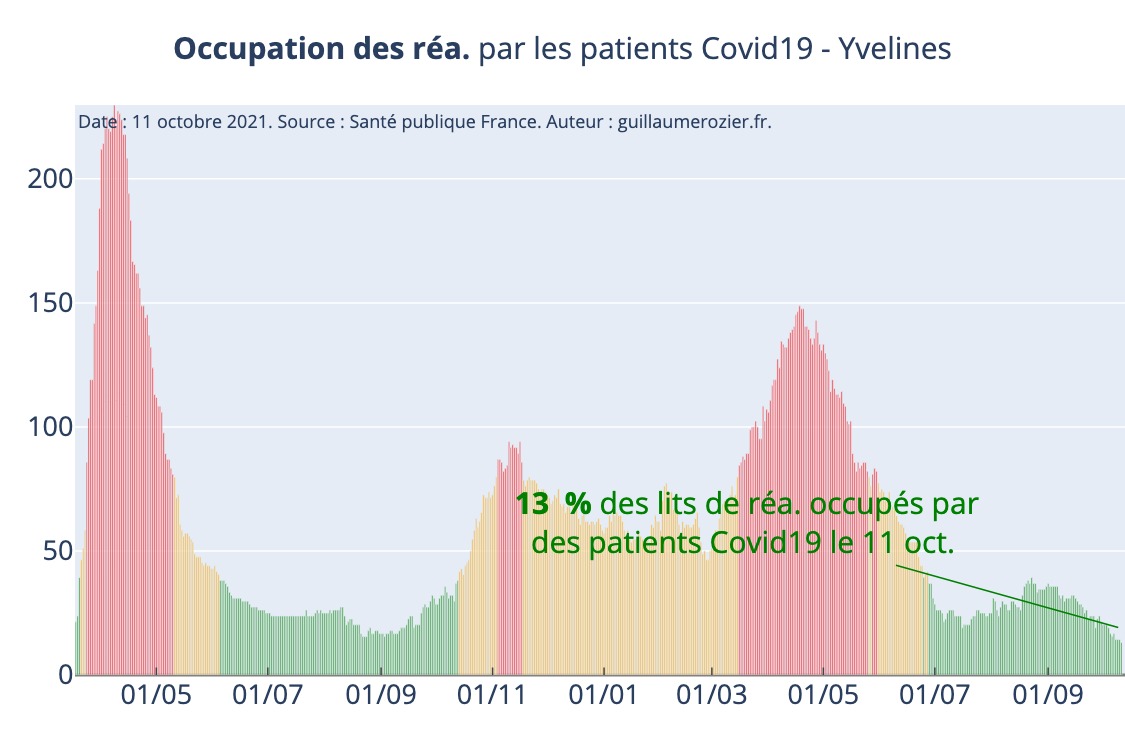 Occupation des réa. par les patients Covid19 - Yvelines
Date : 11 octobre 2021. Source : Santé publique France. Auteur : guillaumerozier.fr.
200
150
100
50
0
13 % des lits de réa. occupés par
des patients Covid19 le 11 oct.
01/05 01/07 01/09 01/11 01/01 01/03 01/05 01/07 01/09